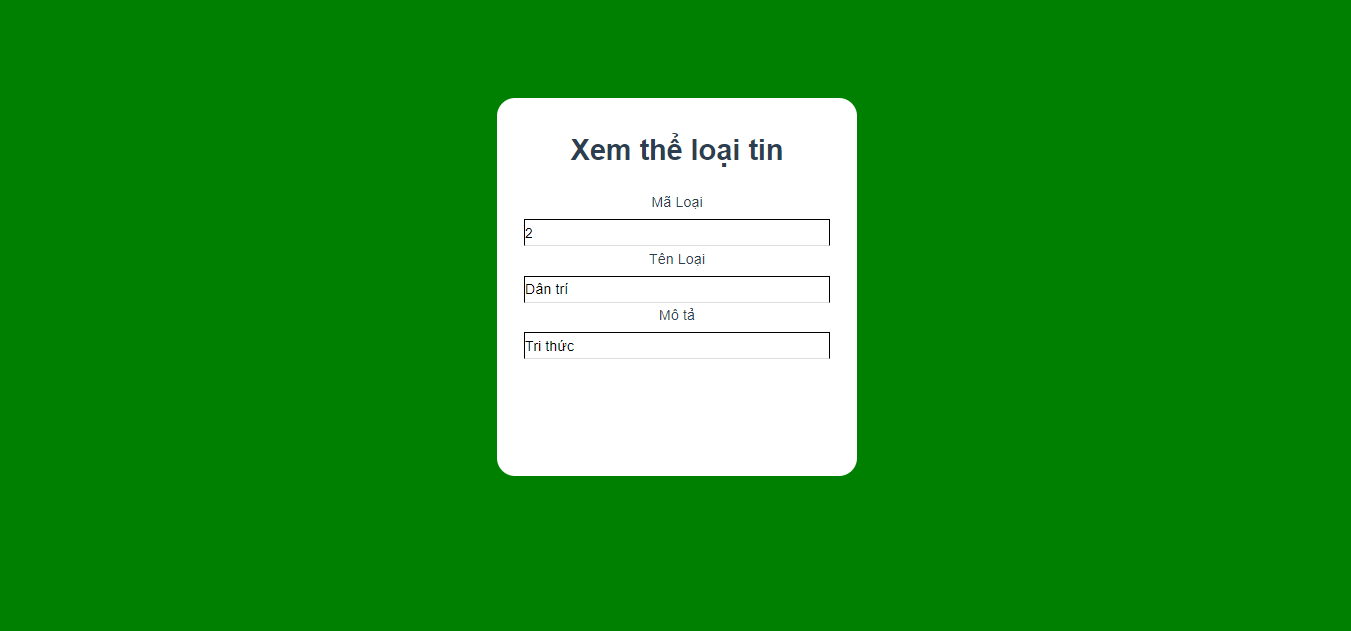 Xem thể loại tin
Mã Loại
2
Tên Loại
Dân trí
Mô tả
Tri thức